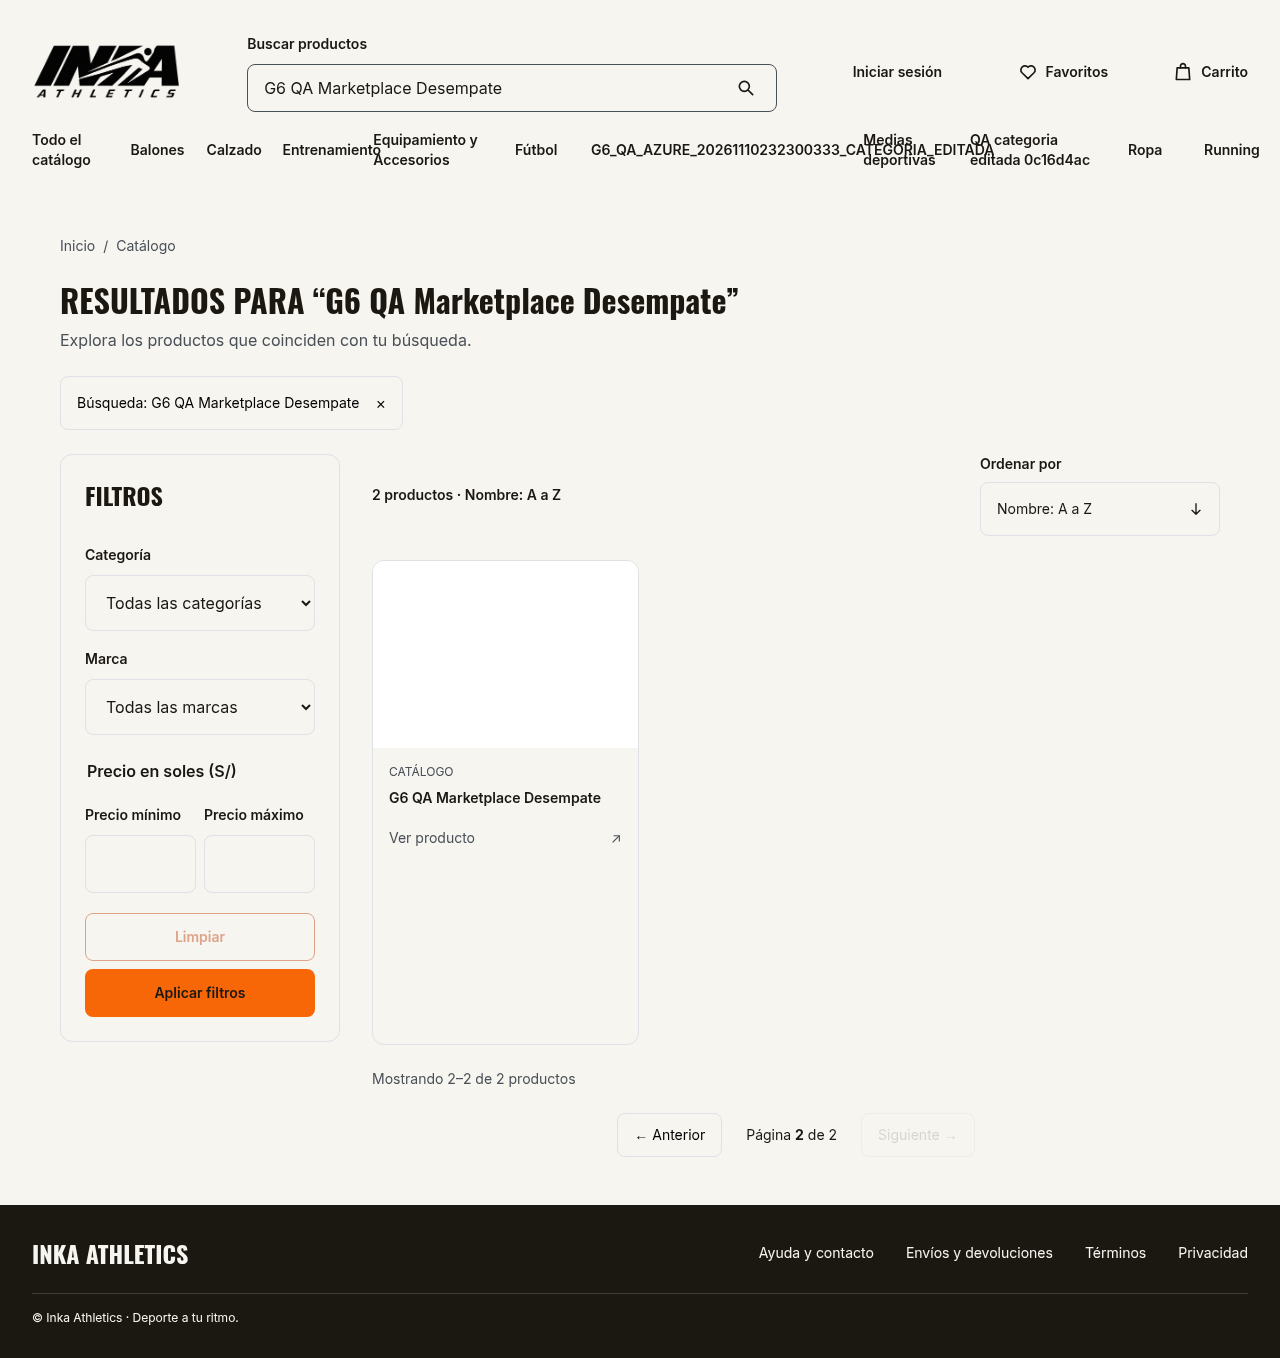 INKA
ATHLETICS
Buscar productos
G6 QA Marketplace Desempate
Iniciar sesión
Favoritos
Carrito
Todo el
catálogo
Balones
Calzado
Entrenamiento
Equipamiento y
Accesorios
Fútbol
G6_QA_AZURE_20261110232300333_CATEGORIA_EDITADA
Medias
deportivas
QA categoria
editada 0c16d4ac
Ropa
Running
Inicio / Catálogo
RESULTADOS PARA “G6 QA Marketplace Desempate”
Explora los productos que coinciden con tu búsqueda.
Búsqueda: G6 QA Marketplace Desempate ×
FILTROS
Categoría
Todas las categorías
Marca
Todas las marcas
Precio en soles (S/)
Precio mínimo
Precio máximo
Limpiar
Aplicar filtros
2 productos · Nombre: A a Z
Ordenar por
Nombre: A a Z ↓
CATÁLOGO
G6 QA Marketplace Desempate
Ver producto ↗
Mostrando 2–2 de 2 productos
← Anterior
Página 2 de 2
Siguiente →
INKA ATHLETICS
Ayuda y contacto
Envíos y devoluciones
Términos
Privacidad
© Inka Athletics · Deporte a tu ritmo.